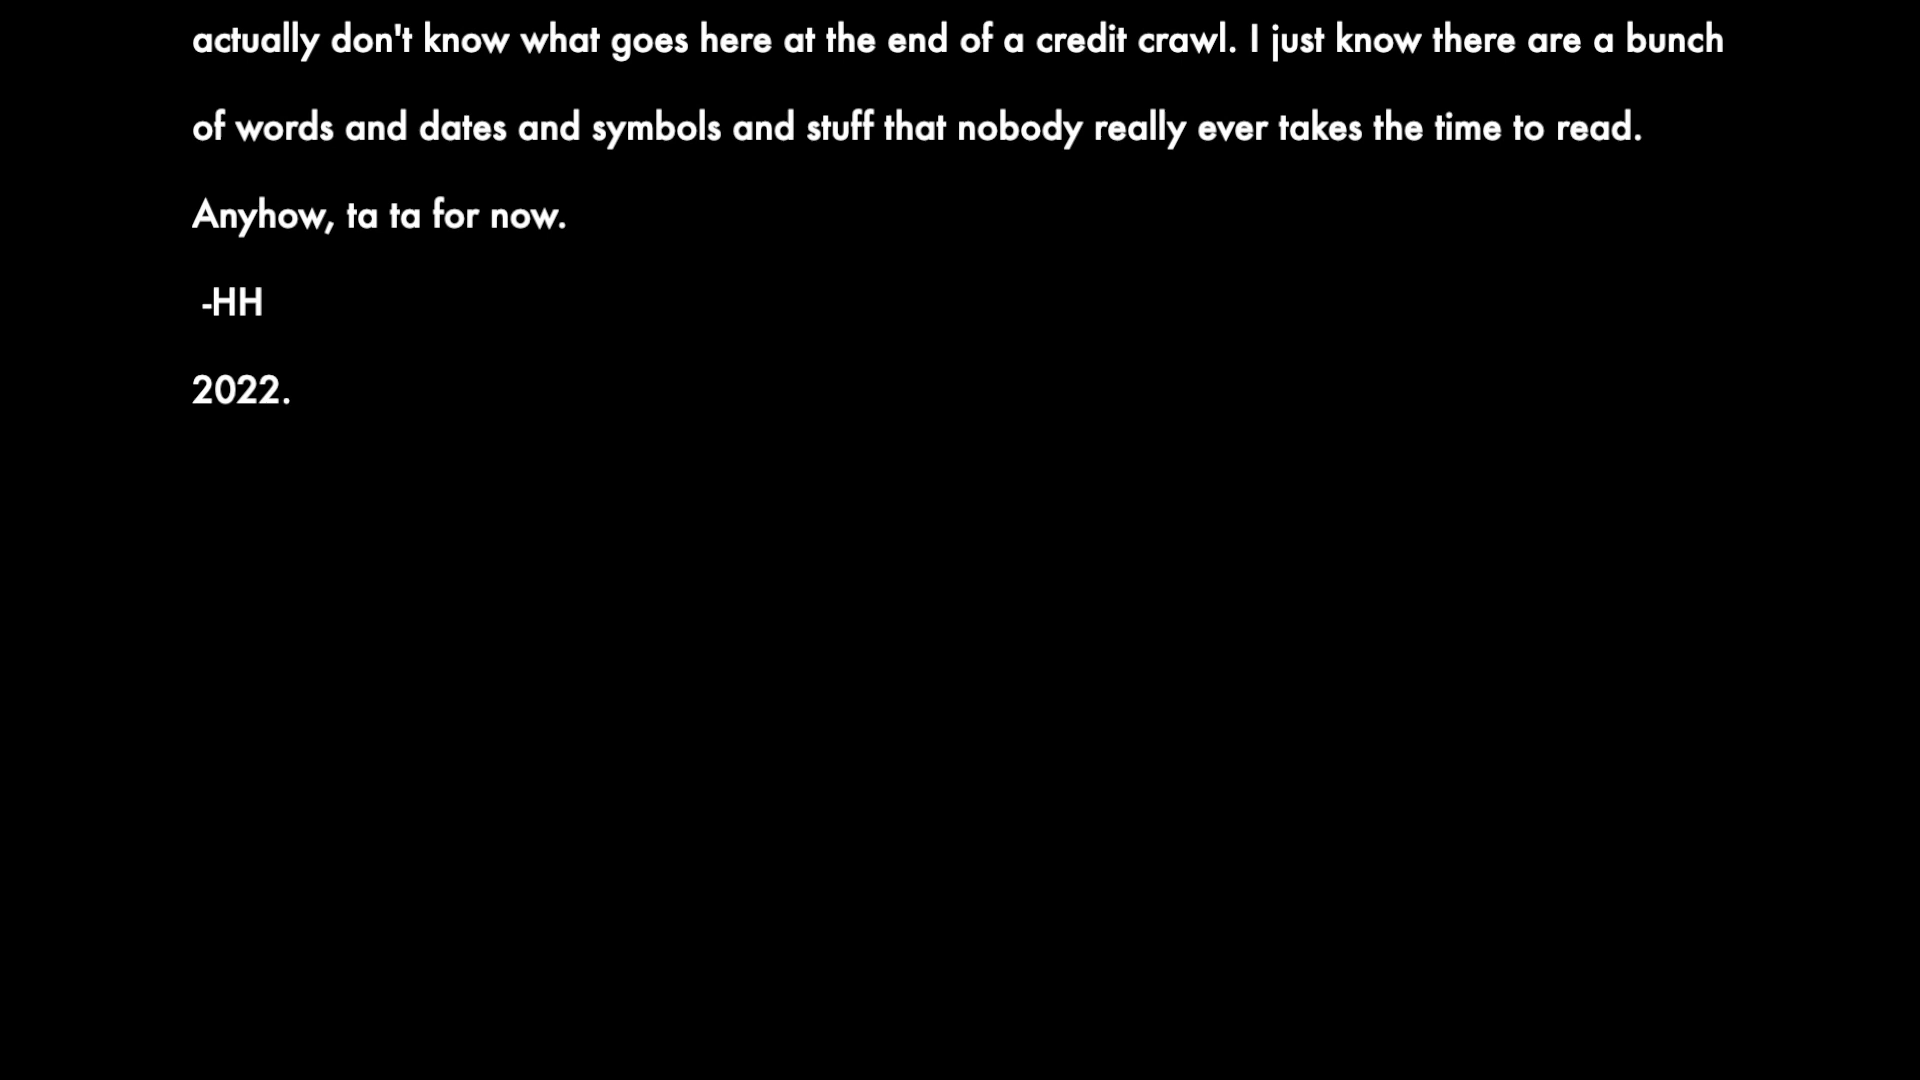 actually don't know what goes here at the end of a credit crawl. I just know there are a bunch
of words and dates and symbols and stuff that nobody really ever takes the time to read.
Anyhow, ta ta for now.
-HH
2022.